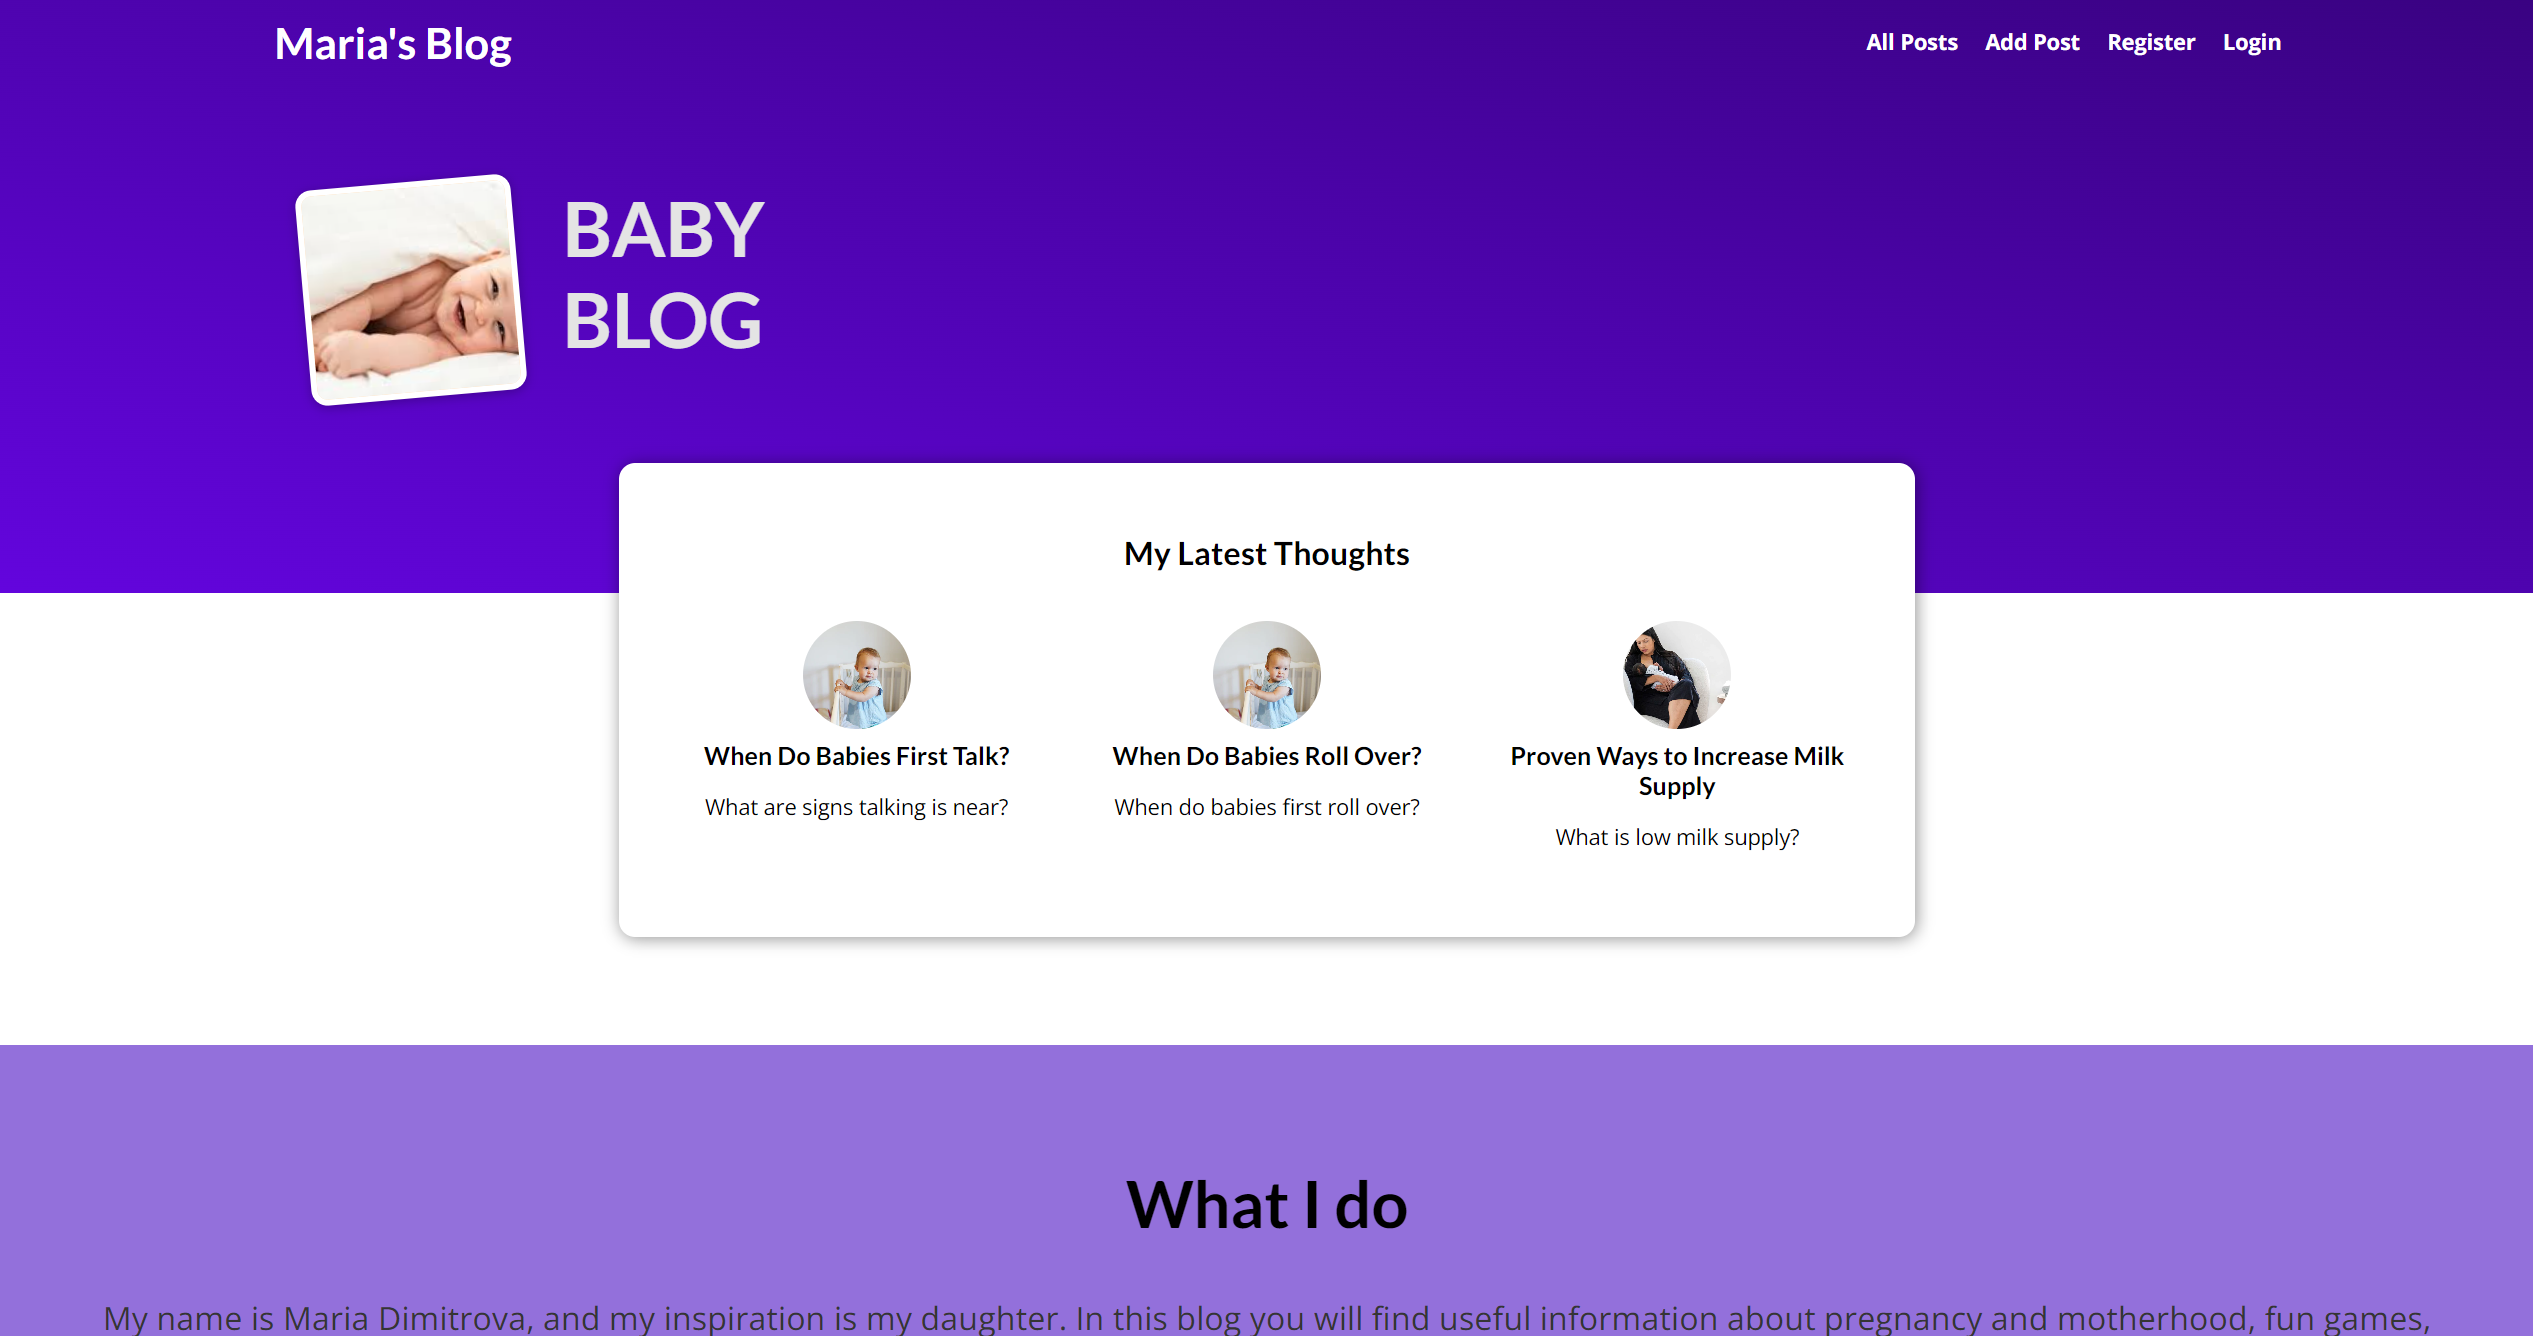 Maria's Blog
All Posts Add Post Register Login
BABY
BLOG
My Latest Thoughts
When Do Babies First Talk?
What are signs talking is near?
When Do Babies Roll Over?
When do babies first roll over?
Proven Ways to Increase Milk
Supply
What is low milk supply?
What I do
My name is Maria Dimitrova, and my inspiration is my daughter. In this blog you will find useful information about pregnancy and motherhood, fun games,